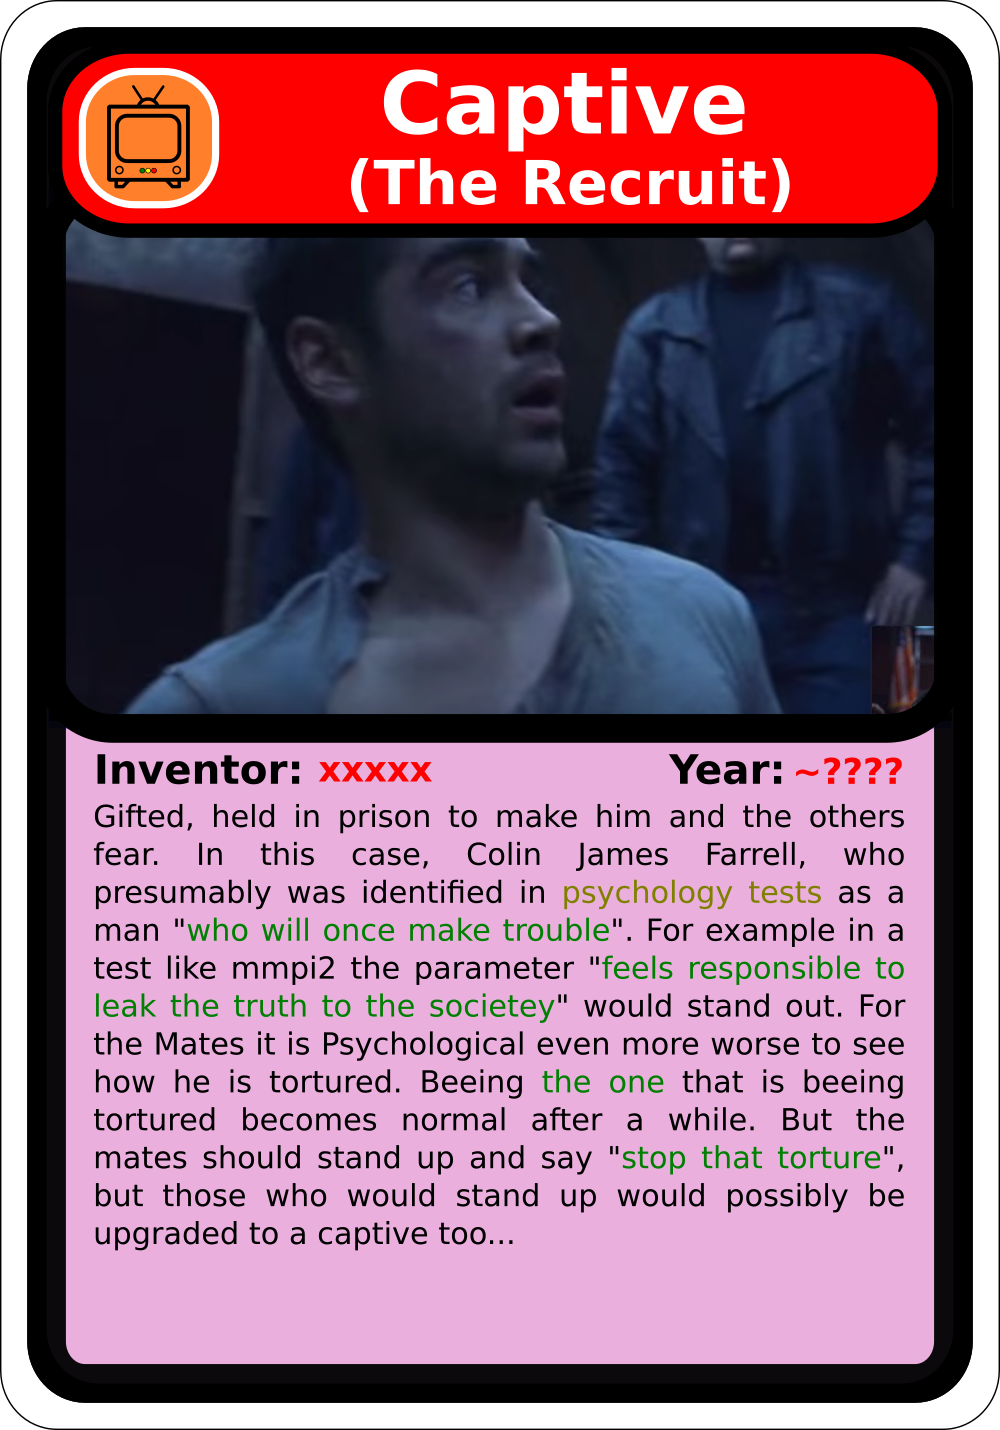 Captive
(The Recruit)
Inventor: xxxxx Year: ~????
Gifted, held in prison to make him and the others
fear. In this case, Colin James Farrell, who
presumably was identified in psychology tests as a
man "who will once make trouble". For example in a
test like mmpi2 the parameter "feels responsible to
leak the truth to the societey" would stand out. For
the Mates it is Psychological even more worse to see
how he is tortured. Beeing the one that is beeing
tortured becomes normal after a while. But the
mates should stand up and say "stop that torture",
but those who would stand up would possibly be
upgraded to a captive too...